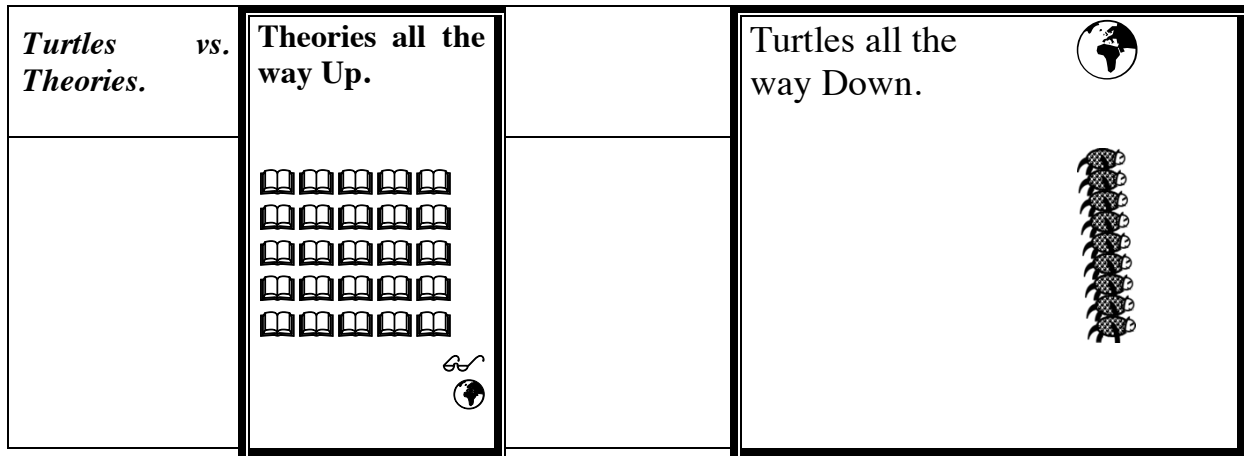 Turtles vs.
Theories.
Theories all the
way Up.
Turtles all the
way Down.